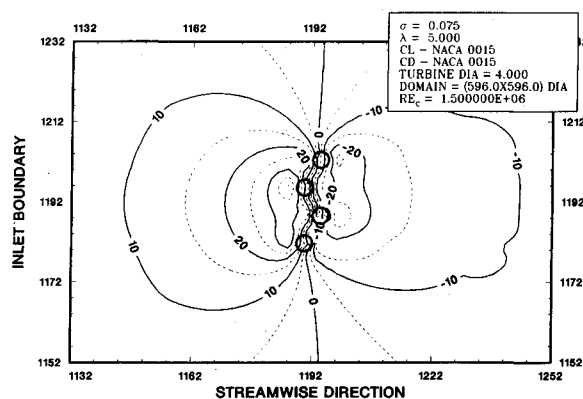 1132 1162 1192
σ = 0.075
λ = 5.000
CL – NACA 0015
CD – NACA 0015
TURBINE DIA = 4.000
DOMAIN = (596.0X596.0) DIA
RE_C = 1.500000E+06
1232
1212 1212
1192 1192
1172 1172
1152 1152
INLET BOUNDARY
10 20 0 -20 -10
-20
-10
20 10 0 -10
1132 1162 1192 1222 1252
STREAMWISE DIRECTION